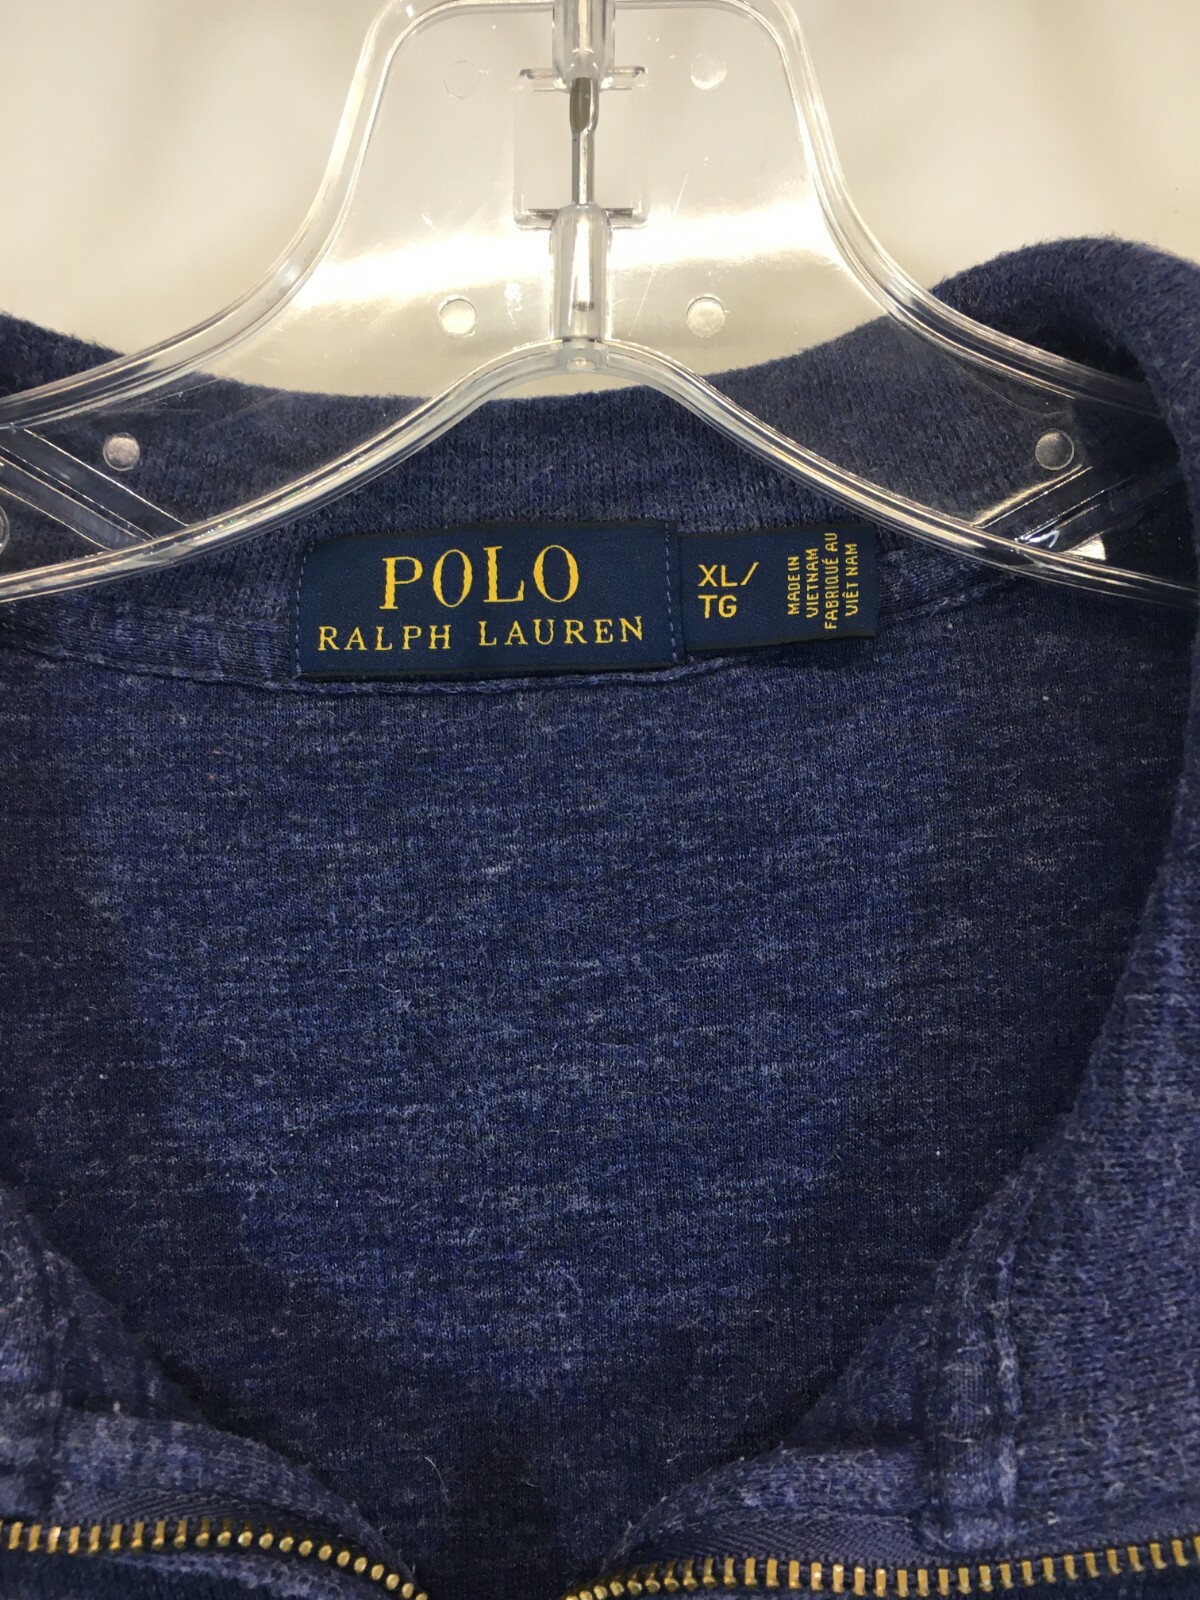 POLO
RALPH LAUREN
XL/
TG
MADE IN
VIETNAM
FABRIQUÉ AU
VIÊT NAM